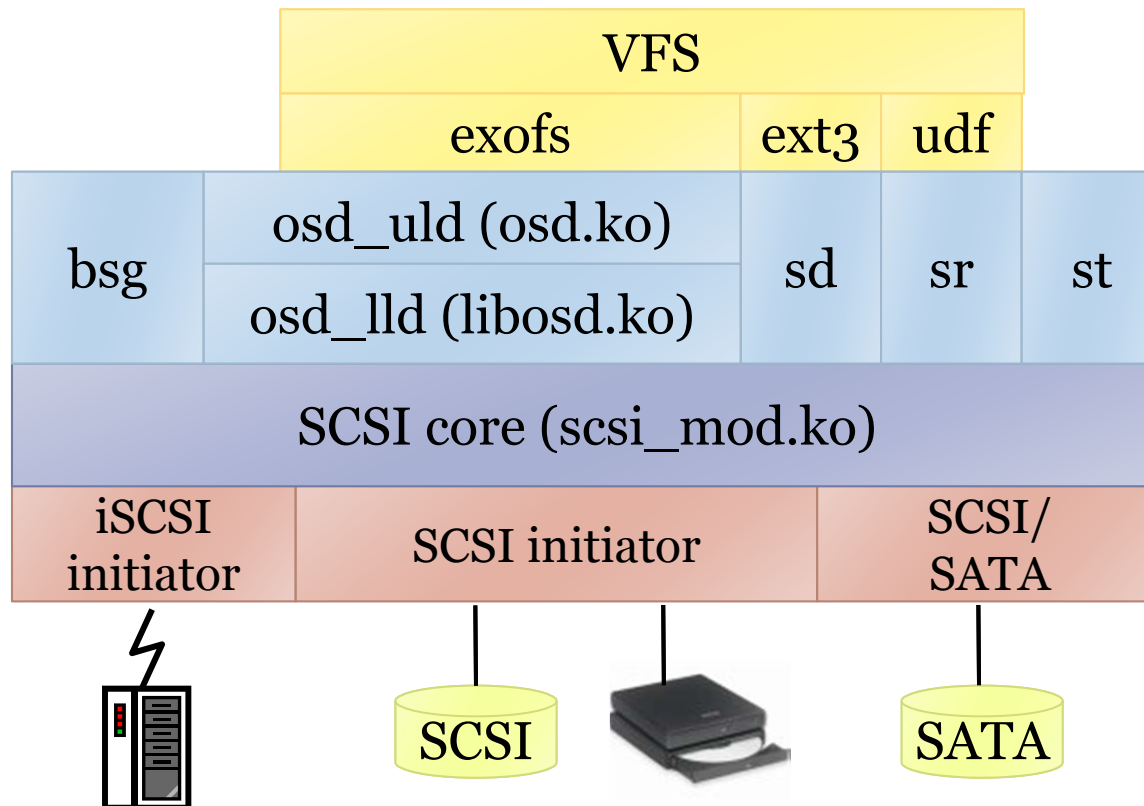 VFS
exofs
ext3
udf
bsg
osd_uld (osd.ko)
osd_lld (libosd.ko)
sd
sr
st
SCSI core (scsi_mod.ko)
iSCSI
initiator
SCSI initiator
SCSI/
SATA
SCSI
SATA